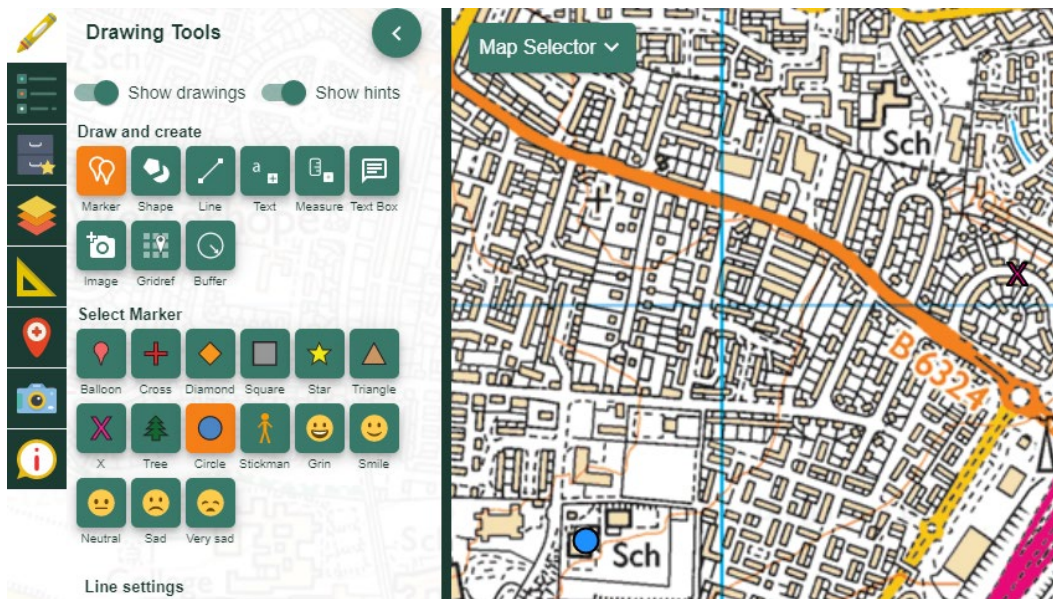 Drawing Tools
Show drawings Show hints
Draw and create
Marker Shape Line Text Measure Text Box
a
Image Gridref Buffer
Select Marker
Balloon Cross Diamond Square Star Triangle
X Tree Circle Stickman Grin Smile
Neutral Sad Very sad
Line settings
Map Selector
Sch
B 6324
Sch